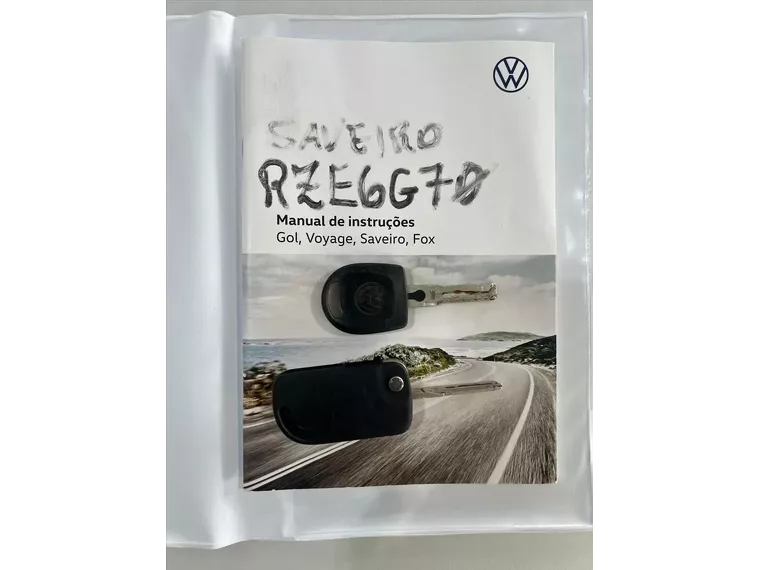 SAVEIRO
RZE6G70
Manual de instruções
Gol, Voyage, Saveiro, Fox